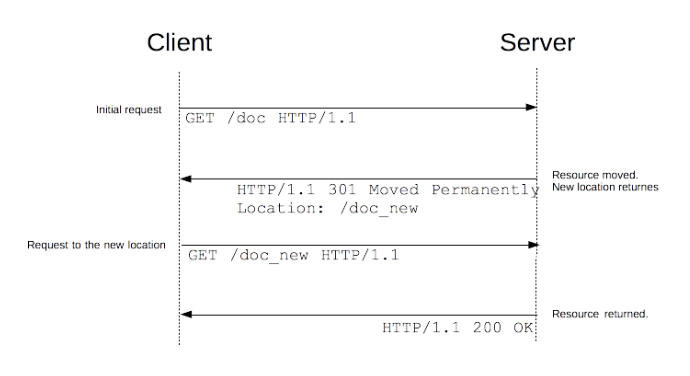 Client
Server
Initial request
GET /doc HTTP/1.1
Resource moved.
New location returnes
HTTP/1.1 301 Moved Permanently
Location: /doc_new
Request to the new location
GET /doc_new HTTP/1.1
Resource returned.
HTTP/1.1 200 OK